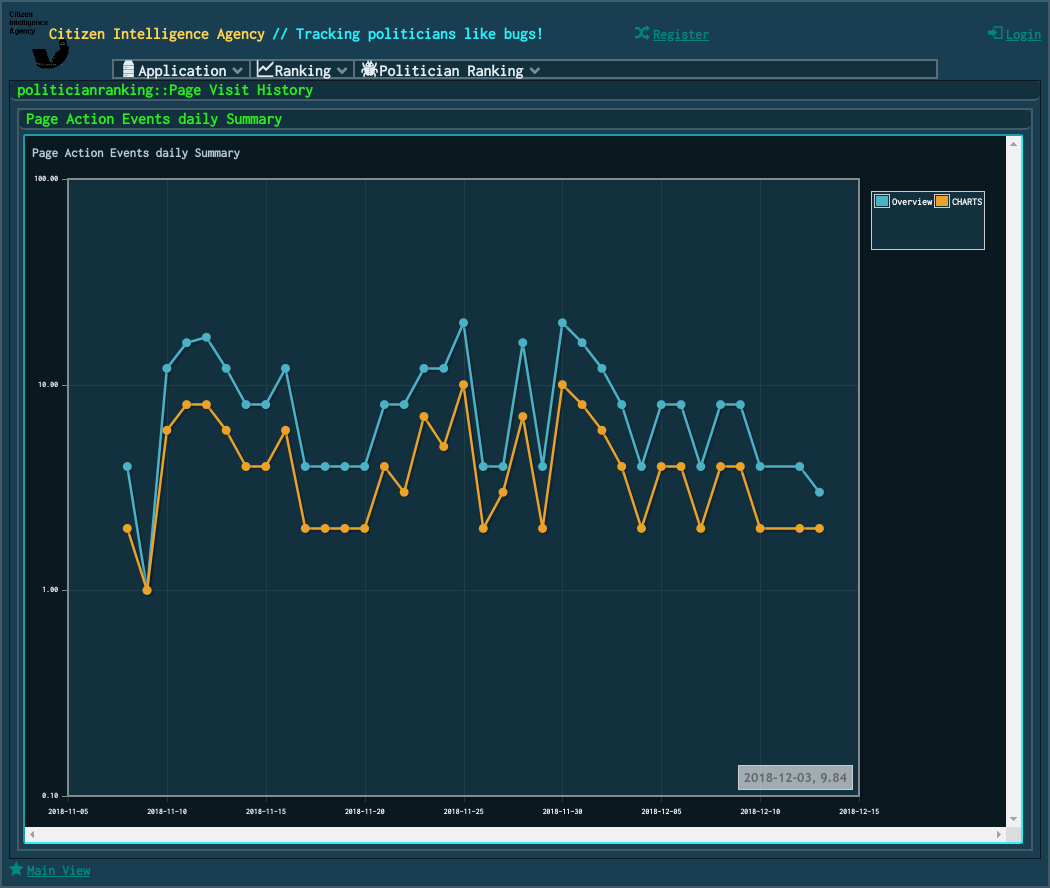 Citizen
Intelligence
Agency
Citizen Intelligence Agency // Tracking politicians like bugs!
Register
Login
Application
Ranking
Politician Ranking
politicianranking::Page Visit History
Page Action Events daily Summary
Page Action Events daily Summary
100.00
10.00
1.00
0.10
Overview
CHARTS
2018-12-03, 9.84
2018-11-05
2018-11-10
2018-11-15
2018-11-20
2018-11-25
2018-11-30
2018-12-05
2018-12-10
2018-12-15
Main View